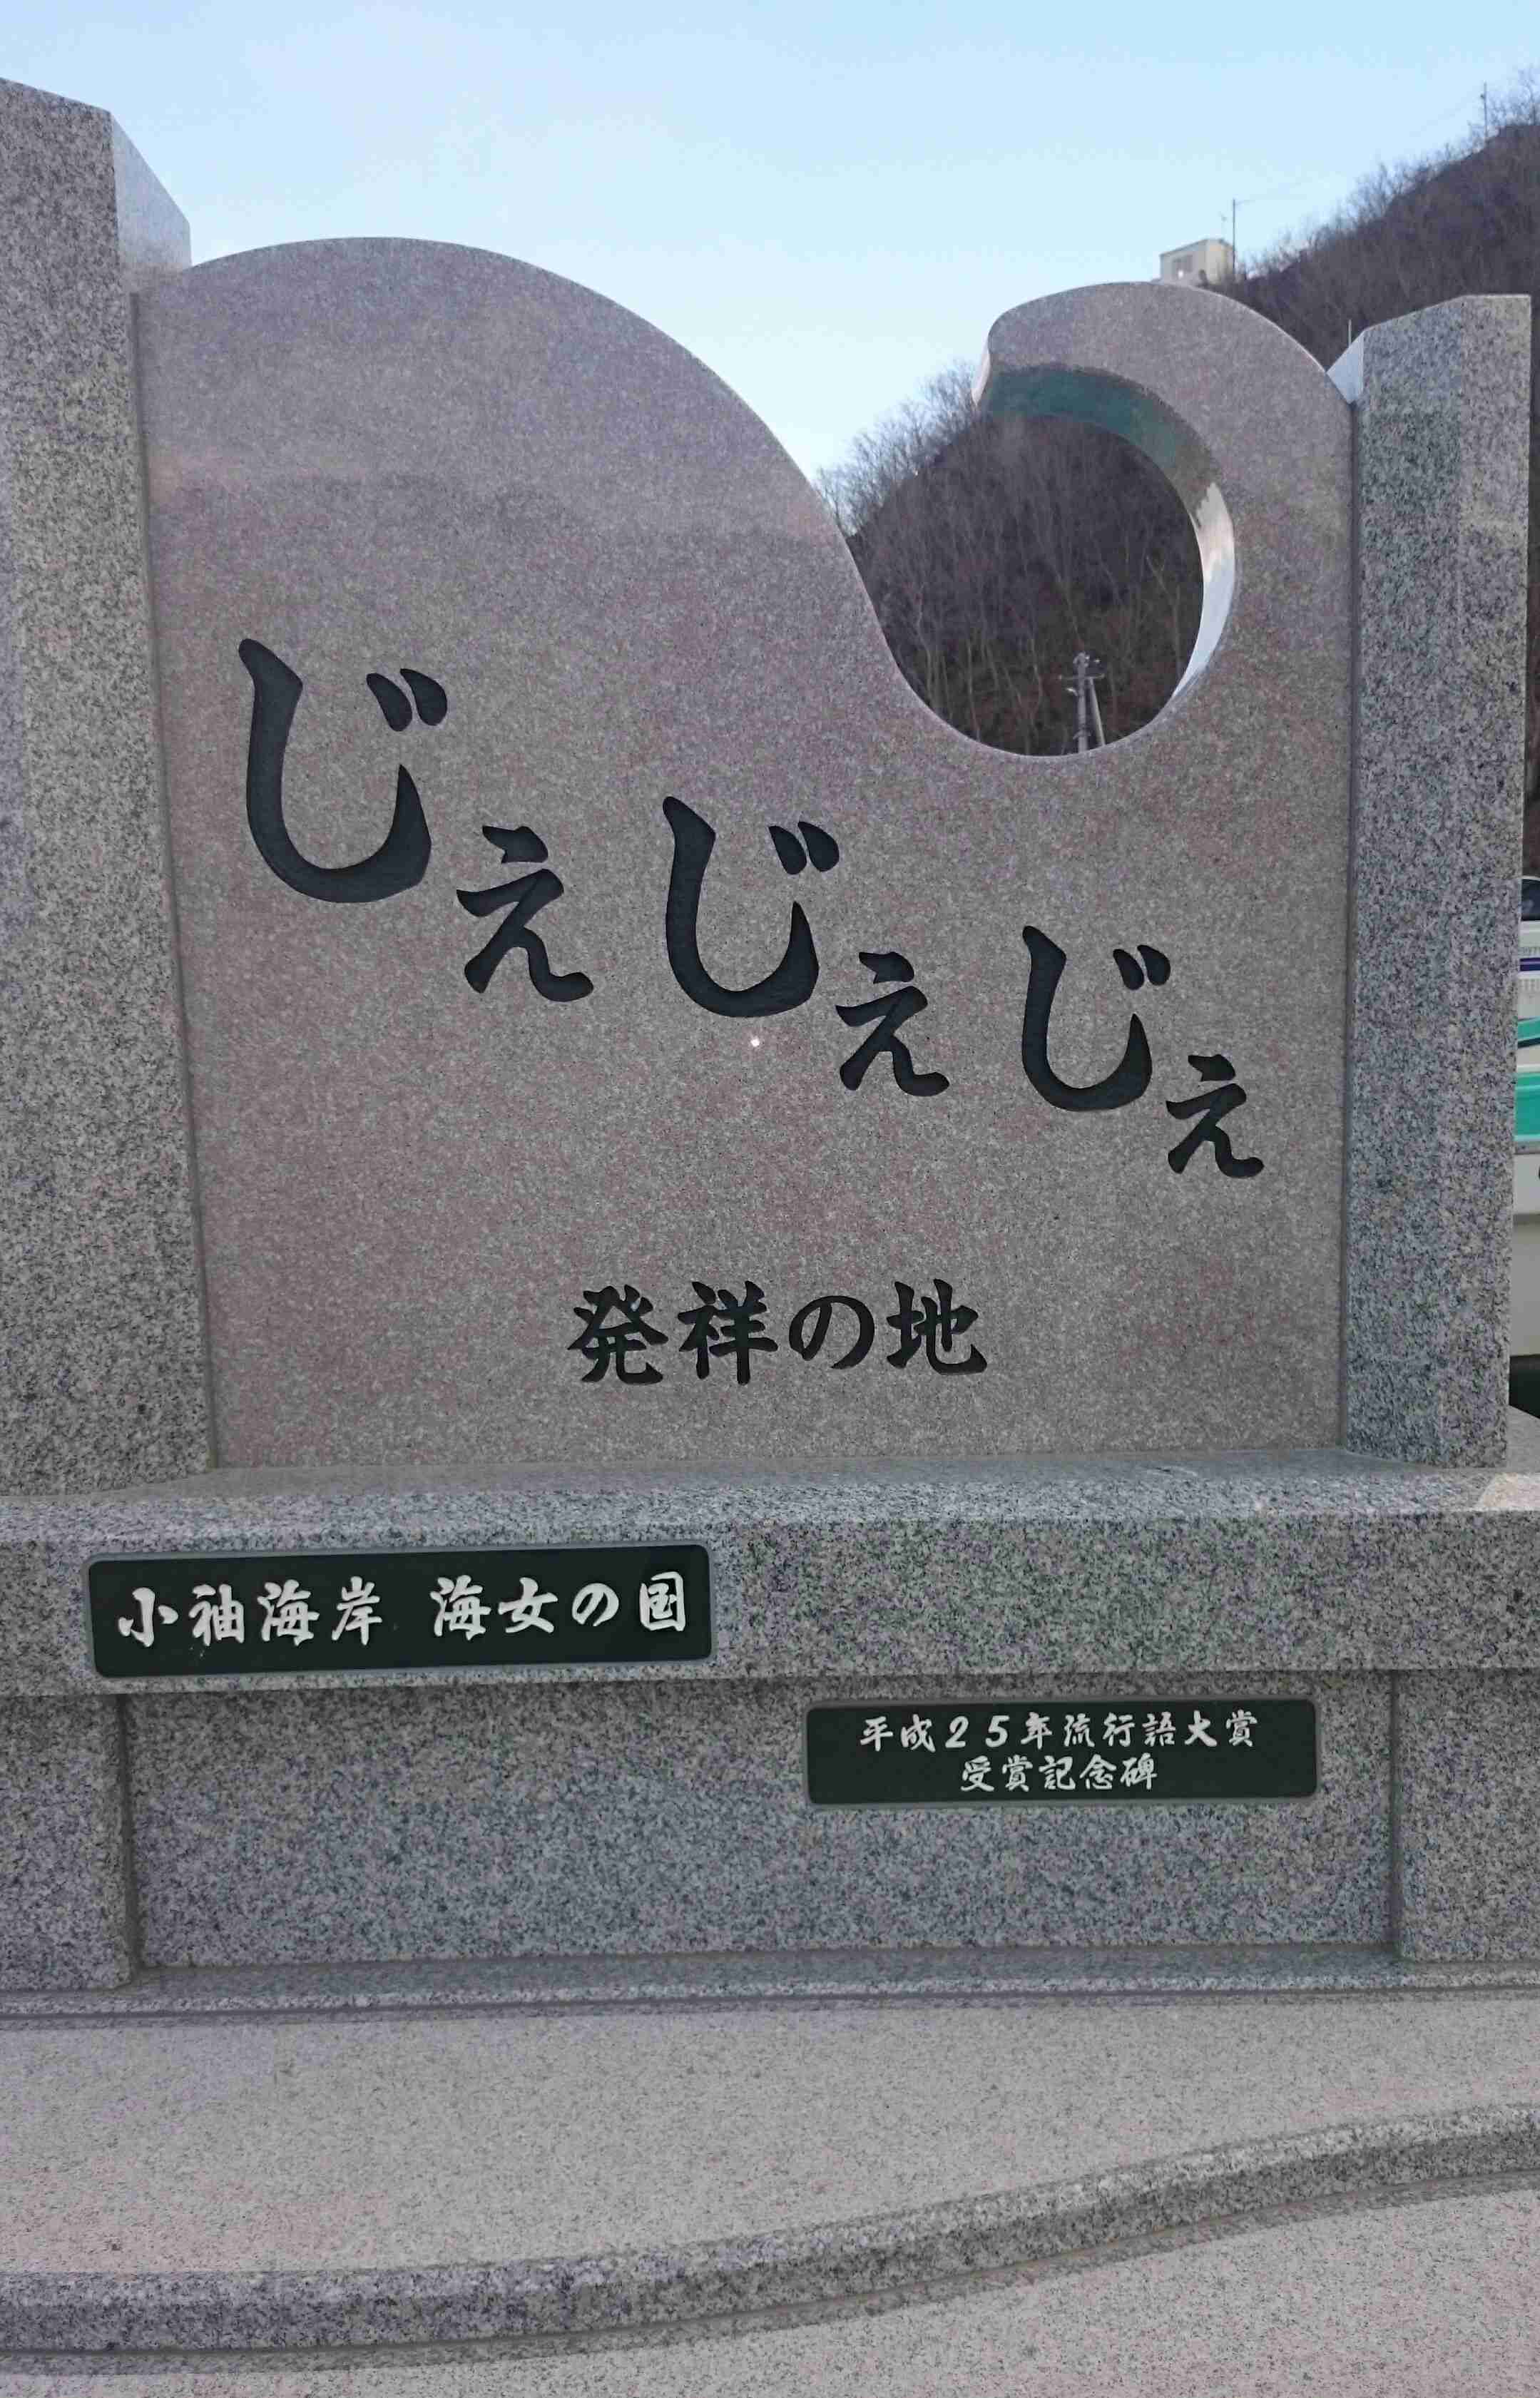 じぇじぇじぇ
発祥の地
小袖海岸 海女の国
平成25年流行語大賞
受賞記念碑